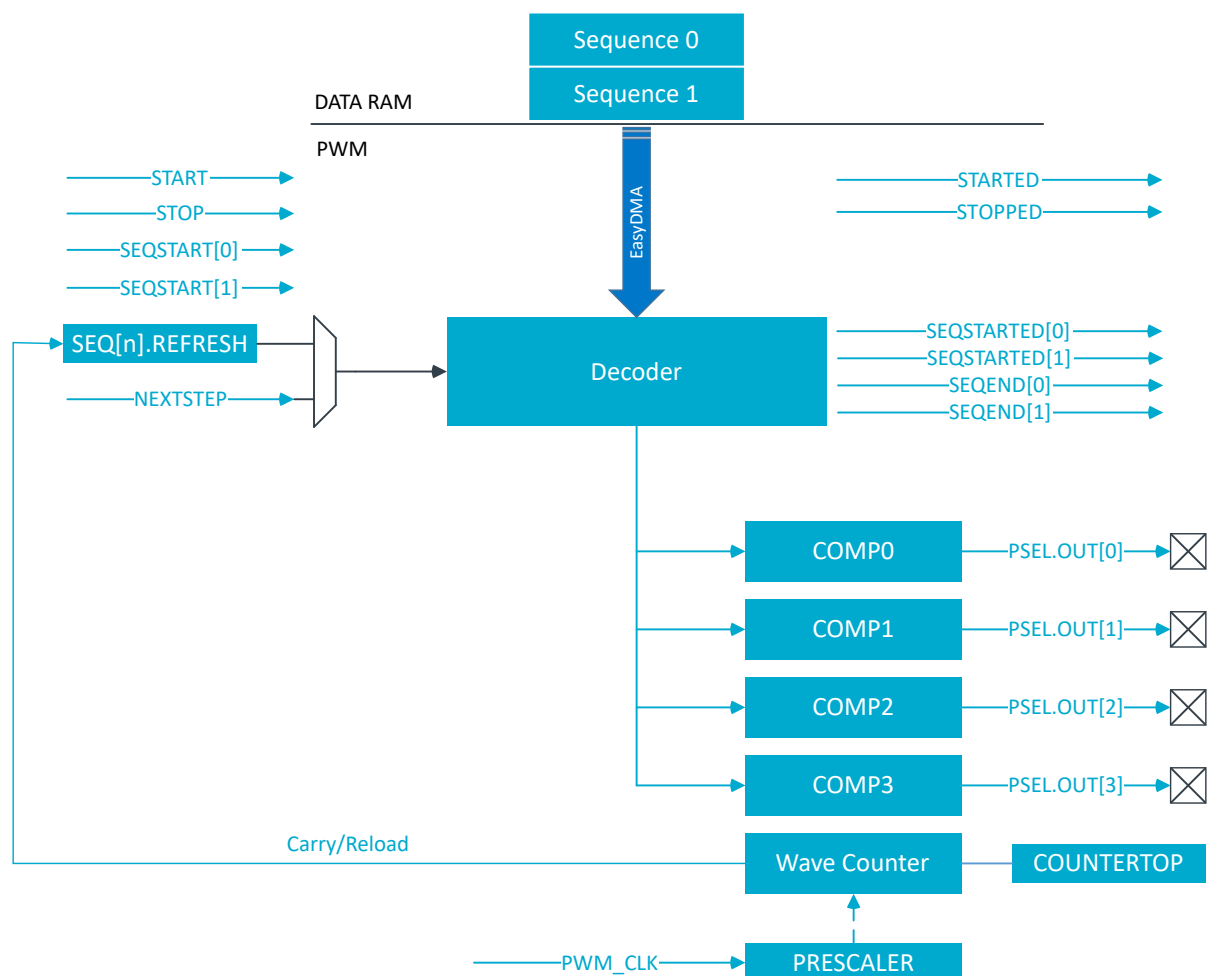 Sequence 0
Sequence 1
DATA RAM
PWM
START
STOP
SEQSTART[0]
SEQSTART[1]
SEQ[n].REFRESH
NEXTSTEP
EasyDMA
STARTED
STOPPED
Decoder
SEQSTARTED[0]
SEQSTARTED[1]
SEQEND[0]
SEQEND[1]
COMP0
PSEL.OUT[0]
COMP1
PSEL.OUT[1]
COMP2
PSEL.OUT[2]
COMP3
PSEL.OUT[3]
Carry/Reload
Wave Counter
COUNTERTOP
PWM_CLK
PRESCALER